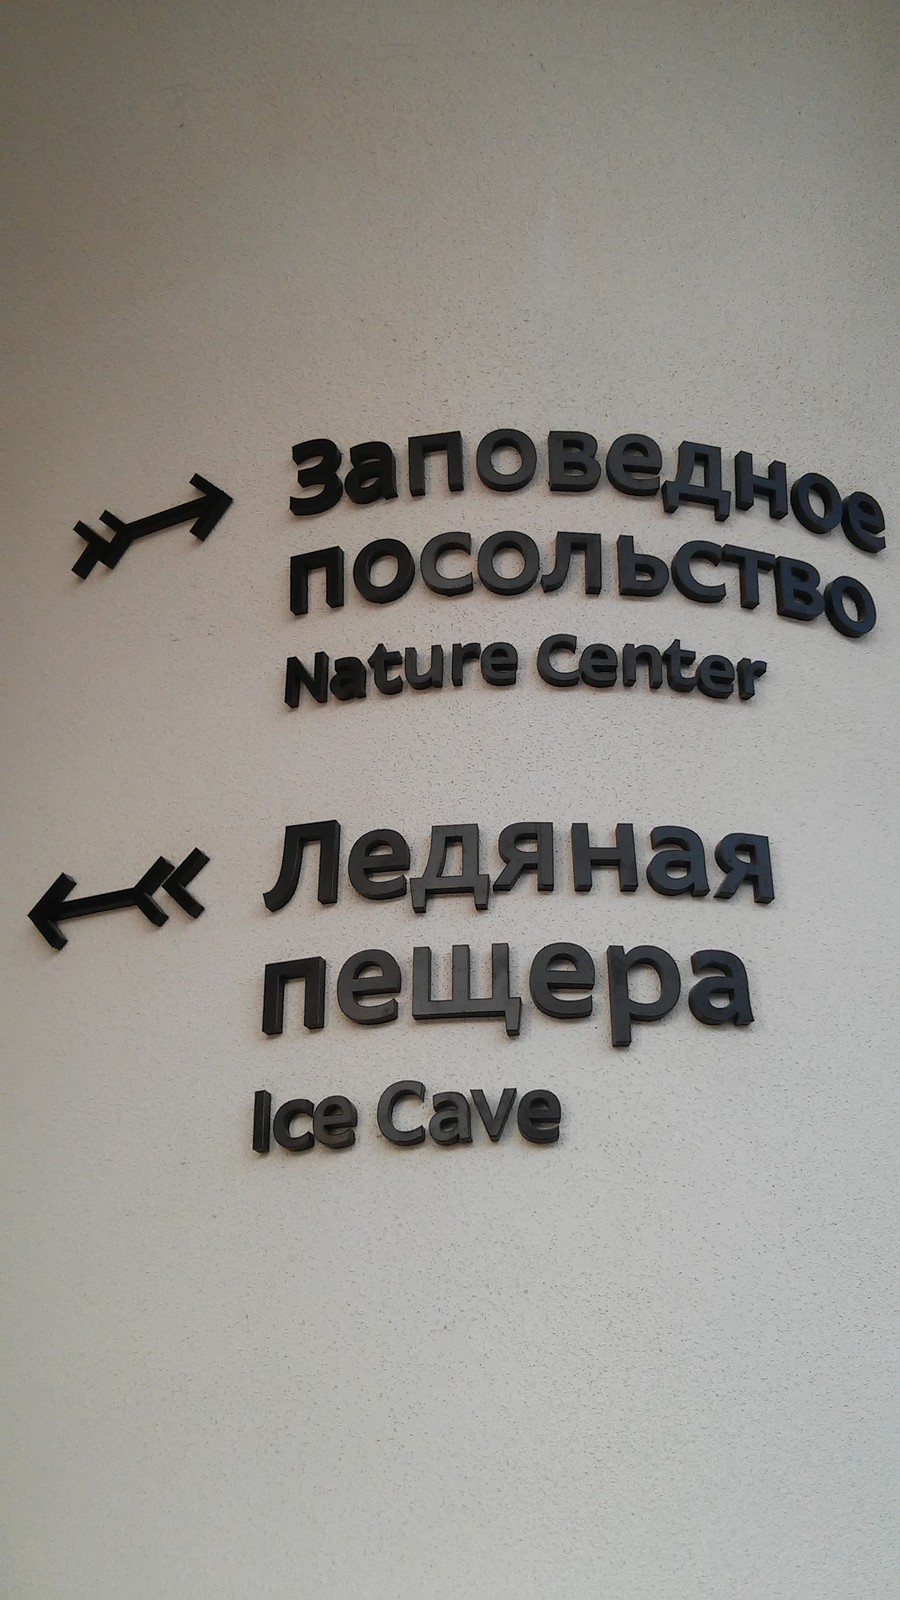 Заповедное
посольство
Nature Center
Ледяная
пещера
Ice Cave